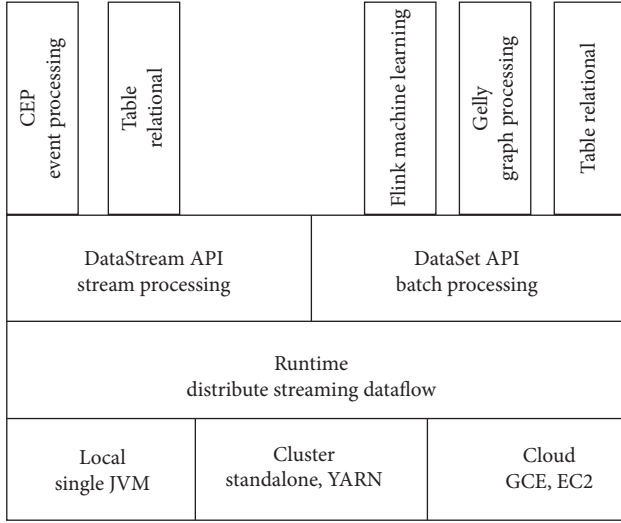 CEP
event processing
Table
relational
Flink machine learning
Gelly
graph processing
Table relational
DataStream API
stream processing
DataSet API
batch processing
Runtime
distribute streaming dataflow
Local
single JVM
Cluster
standalone, YARN
Cloud
GCE, EC2